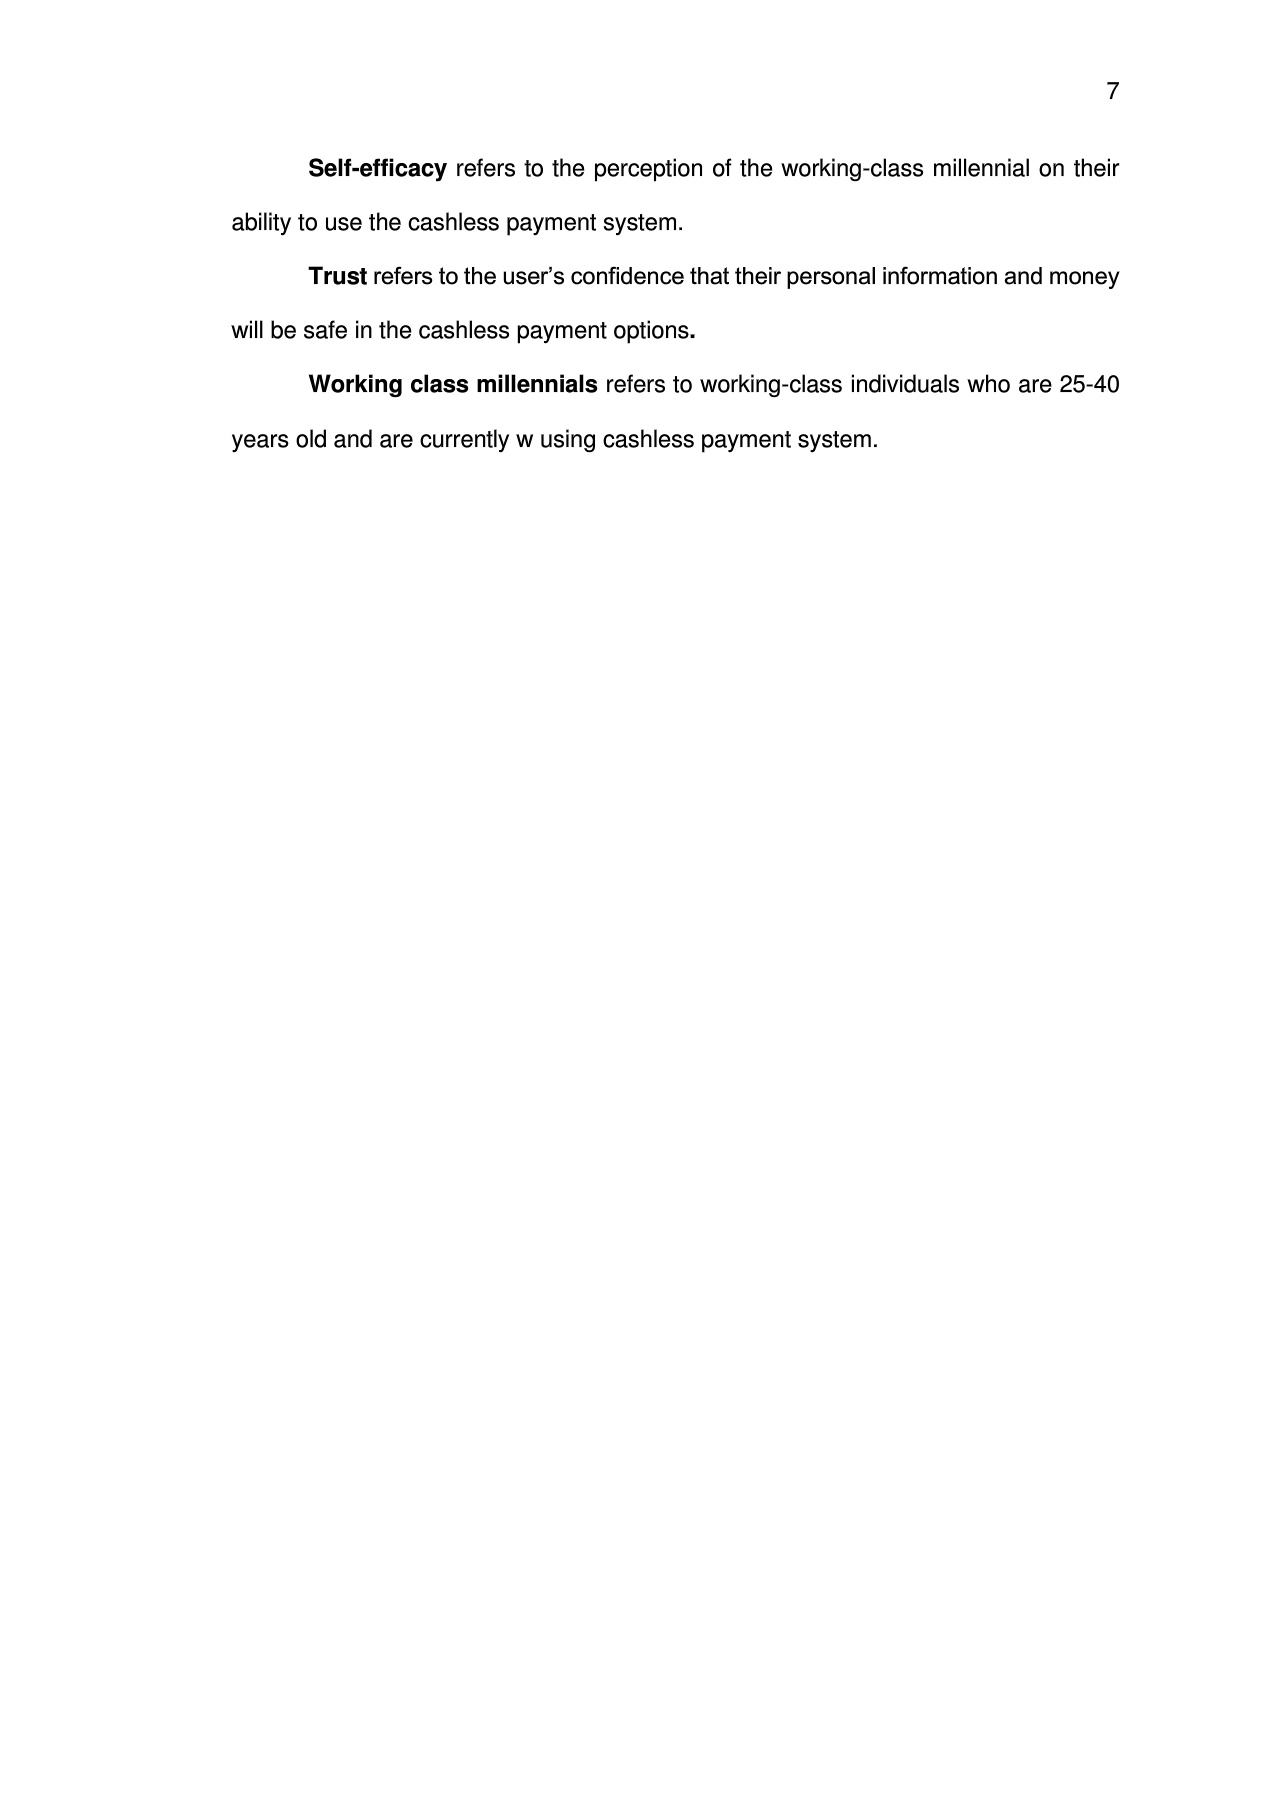 7
Self-efficacy refers to the perception of the working-class millennial on their
ability to use the cashless payment system.
Trust refers to the user’s confidence that their personal information and money
will be safe in the cashless payment options.
Working class millennials refers to working-class individuals who are 25-40
years old and are currently w using cashless payment system.